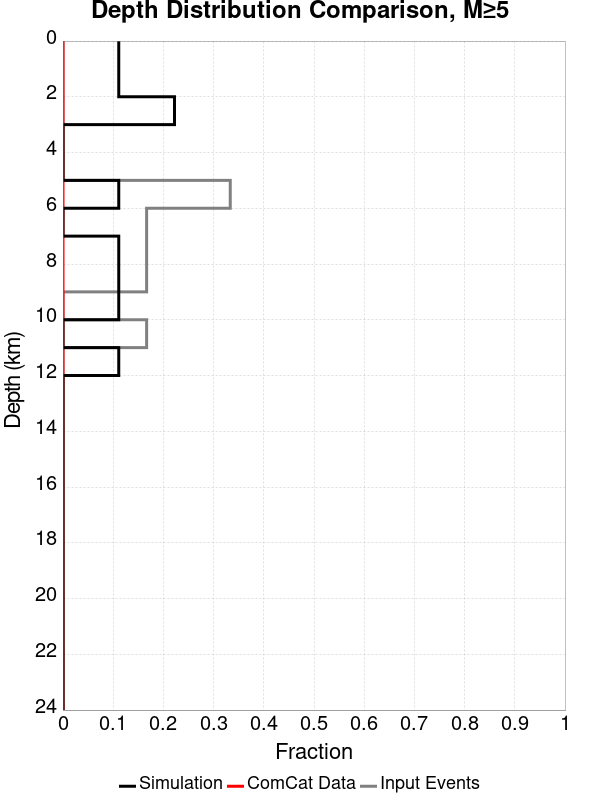 Depth Distribution Comparison, M≥5
0
2
4
6
8
10
12
14
16
18
20
22
24
Depth (km)
0 0.1 0.2 0.3 0.4 0.5 0.6 0.7 0.8 0.9 1
Fraction
Simulation ComCat Data Input Events